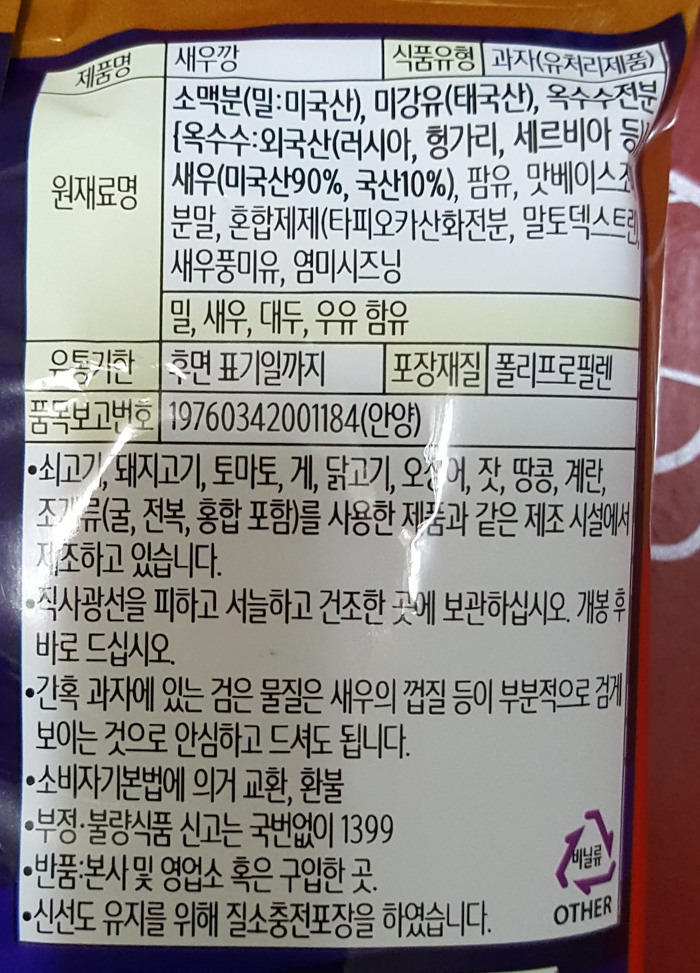 제품명 새우깡 식품유형 과자(유처리제품)
원재료명
소맥분(밀:미국산), 미강유(태국산), 옥수수전분
{옥수수:외국산(러시아, 헝가리, 세르비아 등)
새우(미국산90%, 국산10%), 팜유, 맛베이스조
분말, 혼합제제(타피오카산화전분, 말토덱스트린),
새우풍미유, 염미시즈닝
밀, 새우, 대두, 우유 함유
유통기한 후면 표기일까지 포장재질 폴리프로필렌
품목보고번호 19760342001184(안양)
•쇠고기, 돼지고기, 토마토, 게, 닭고기, 오징어, 잣, 땅콩, 계란,
조개류(굴, 전복, 홍합 포함)를 사용한 제품과 같은 제조 시설에서
제조하고 있습니다.
•직사광선을 피하고 서늘하고 건조한 곳에 보관하십시오. 개봉 후
바로 드십시오.
•간혹 과자에 있는 검은 물질은 새우의 껍질 등이 부분적으로 검게
보이는 것으로 안심하고 드셔도 됩니다.
•소비자기본법에 의거 교환, 환불
•부정·불량식품 신고는 국번없이 1399
•반품:본사 및 영업소 혹은 구입한 곳.
•신선도 유지를 위해 질소충전포장을 하였습니다.
비닐류
OTHER